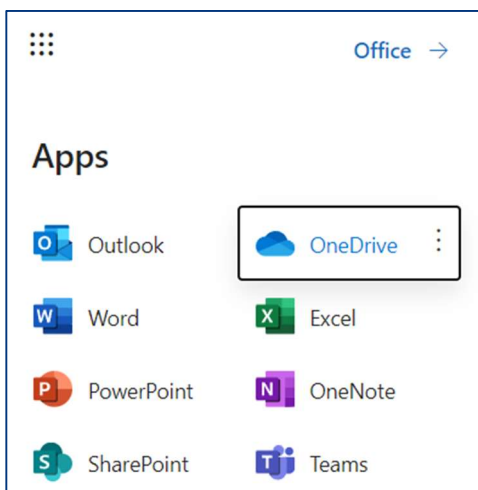 Office →
Apps
Outlook
OneDrive
Word
Excel
PowerPoint
OneNote
SharePoint
Teams